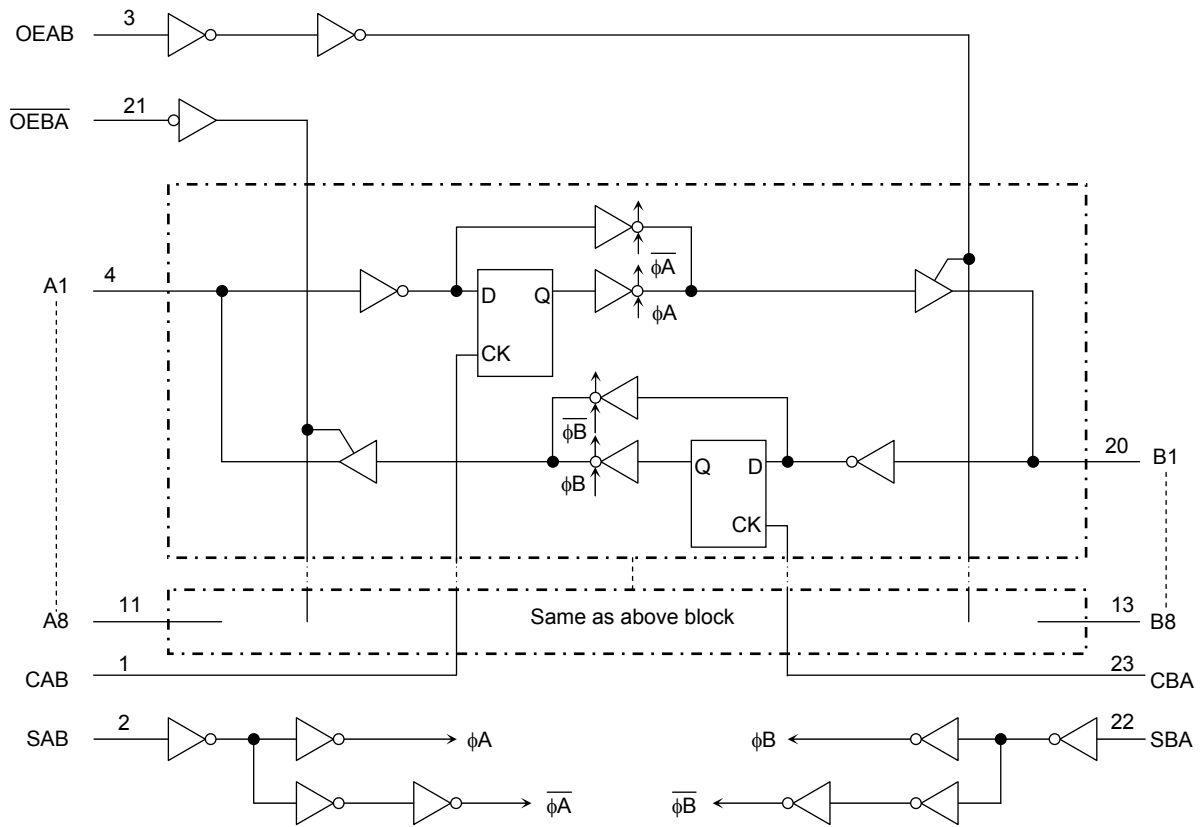 OEAB 3
OEBA 21
φA
A1 4
D Q
φA
CK
φB
Q D
20 B1
φB
CK
A8 11
Same as above block
13 B8
CAB 1
23 CBA
SAB 2
φA
φB
22 SBA
φA
φB